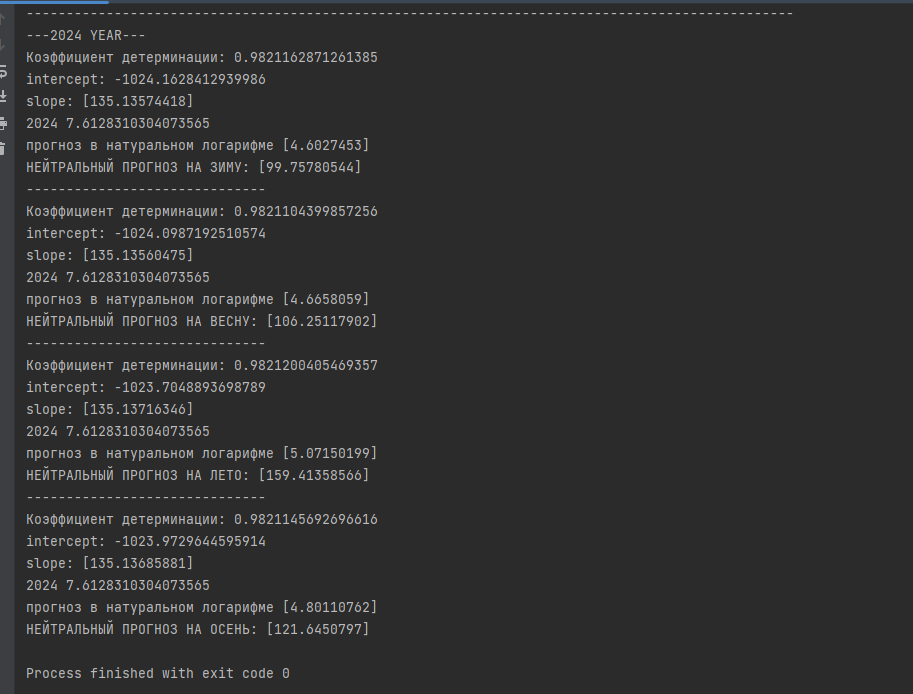 ------------------------------------------------------------------------------------------------
---2024 YEAR---
Коэффициент детерминации: 0.9821162871261385
intercept: -1024.1628412939986
slope: [135.13574418]
2024 7.6128310304073565
прогноз в натуральном логарифме [4.6027453]
НЕЙТРАЛЬНЫЙ ПРОГНОЗ НА ЗИМУ: [99.75780544]
------------------------------
Коэффициент детерминации: 0.9821104399857256
intercept: -1024.0987192510574
slope: [135.13560475]
2024 7.6128310304073565
прогноз в натуральном логарифме [4.6658059]
НЕЙТРАЛЬНЫЙ ПРОГНОЗ НА ВЕСНУ: [106.25117902]
------------------------------
Коэффициент детерминации: 0.9821200405469357
intercept: -1023.7048893698789
slope: [135.13716346]
2024 7.6128310304073565
прогноз в натуральном логарифме [5.07150199]
НЕЙТРАЛЬНЫЙ ПРОГНОЗ НА ЛЕТО: [159.41358566]
------------------------------
Коэффициент детерминации: 0.9821145692696616
intercept: -1023.9729644595914
slope: [135.13685881]
2024 7.6128310304073565
прогноз в натуральном логарифме [4.80110762]
НЕЙТРАЛЬНЫЙ ПРОГНОЗ НА ОСЕНЬ: [121.6450797]
Process finished with exit code 0